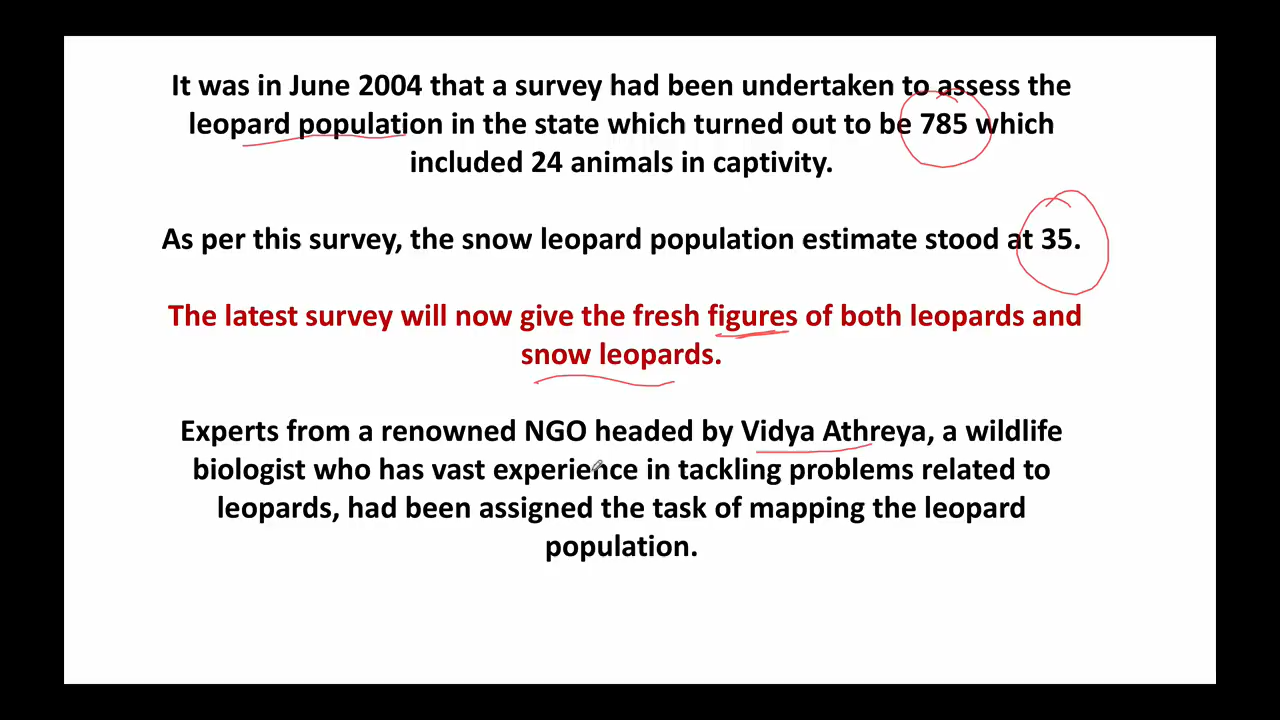 It was in June 2004 that a survey had been undertaken to assess the
leopard population in the state which turned out to be 785 which
included 24 animals in captivity.
As per this survey, the snow leopard population estimate stood at 35.
The latest survey will now give the fresh figures of both leopards and
snow leopards.
Experts from a renowned NGO headed by Vidya Athreya, a wildlife
biologist who has vast experience in tackling problems related to
leopards, had been assigned the task of mapping the leopard
population.